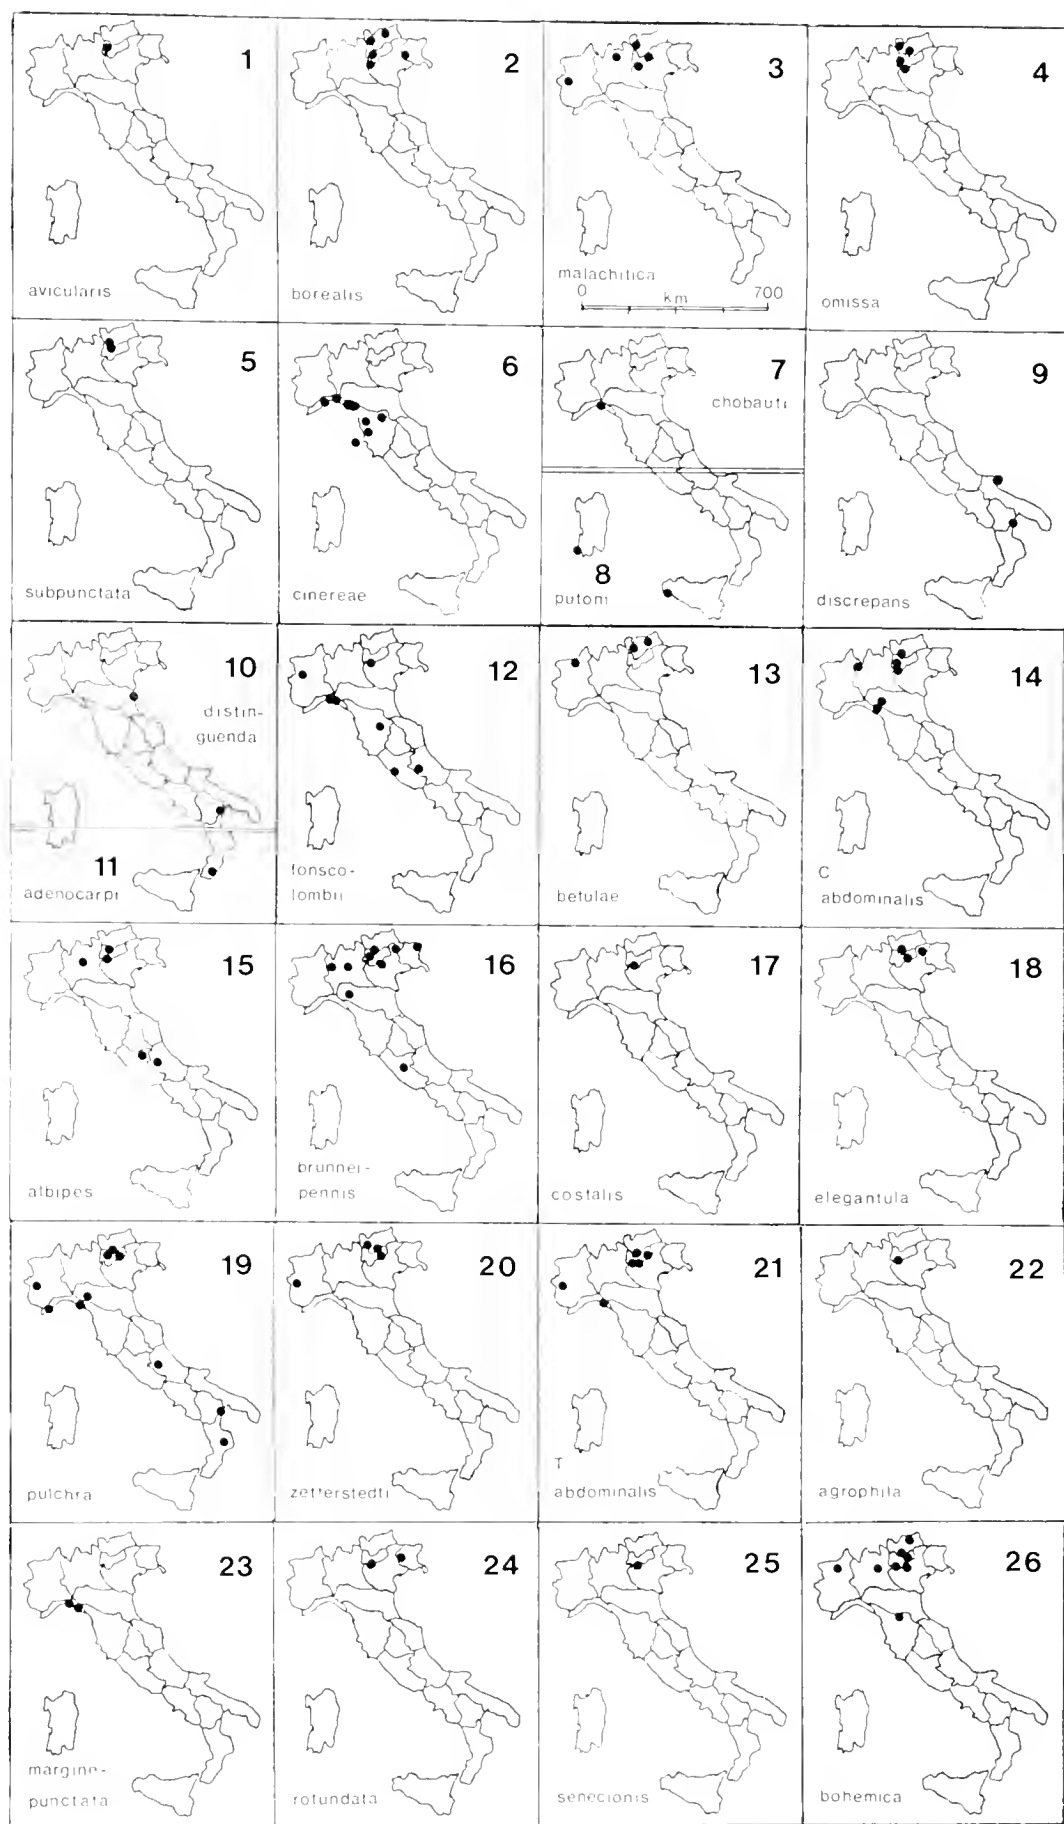 1
avicularis
2
borealis
3
malachitica
0 km 700
4
omissa
5
subpunctata
6
cinereae
7
chobauti
8
putoni
9
discrepans
10
distin-
guenda
11
adenocarpi
12
fonsco-
lombii
13
betulae
14
C
abdominalis
15
albipes
16
brunnei-
pennis
17
costalis
18
elegantula
19
pulchra
20
zetterstedti
21
T
abdominalis
22
agrophila
23
margine-
punctata
24
rotundata
25
senecionis
26
bohemica